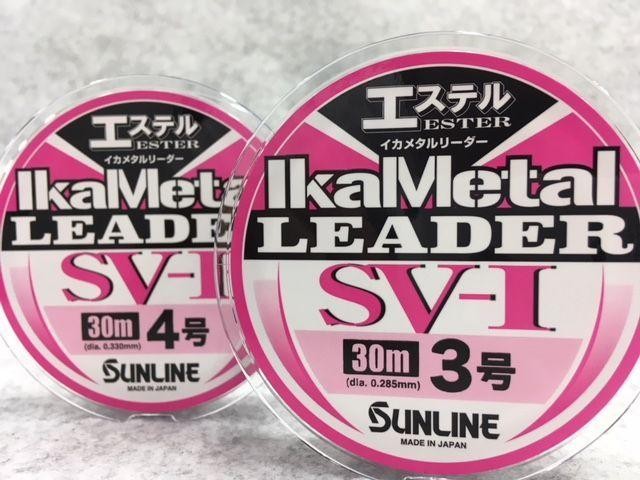 エステル
ESTER
イカメタルリーダー
IkaMetal
LEADER
SV-I
30m
(dia. 0.330mm)
4号
SUNLINE
MADE IN JAPAN
エステル
ESTER
イカメタルリーダー
IkaMetal
LEADER
SV-I
30m
(dia. 0.285mm)
3号
SUNLINE
MADE IN JAPAN